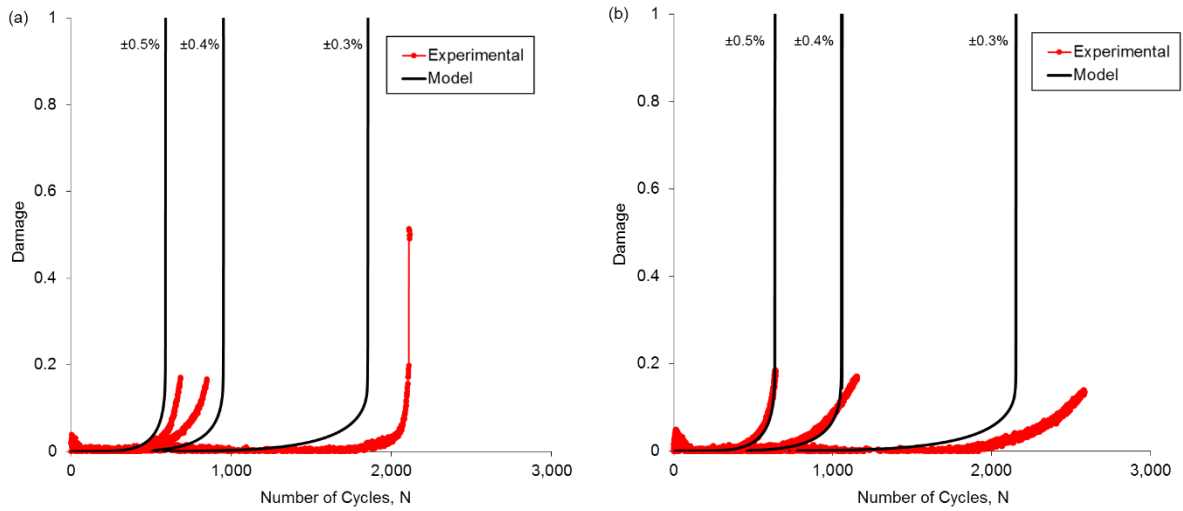 (a)
1
0.8
0.6
0.4
0.2
0
Damage
±0.5%
±0.4%
±0.3%
Experimental
Model
0
1,000
2,000
3,000
Number of Cycles, N
(b)
1
0.8
0.6
0.4
0.2
0
Damage
±0.5%
±0.4%
±0.3%
Experimental
Model
0
1,000
2,000
3,000
Number of Cycles, N